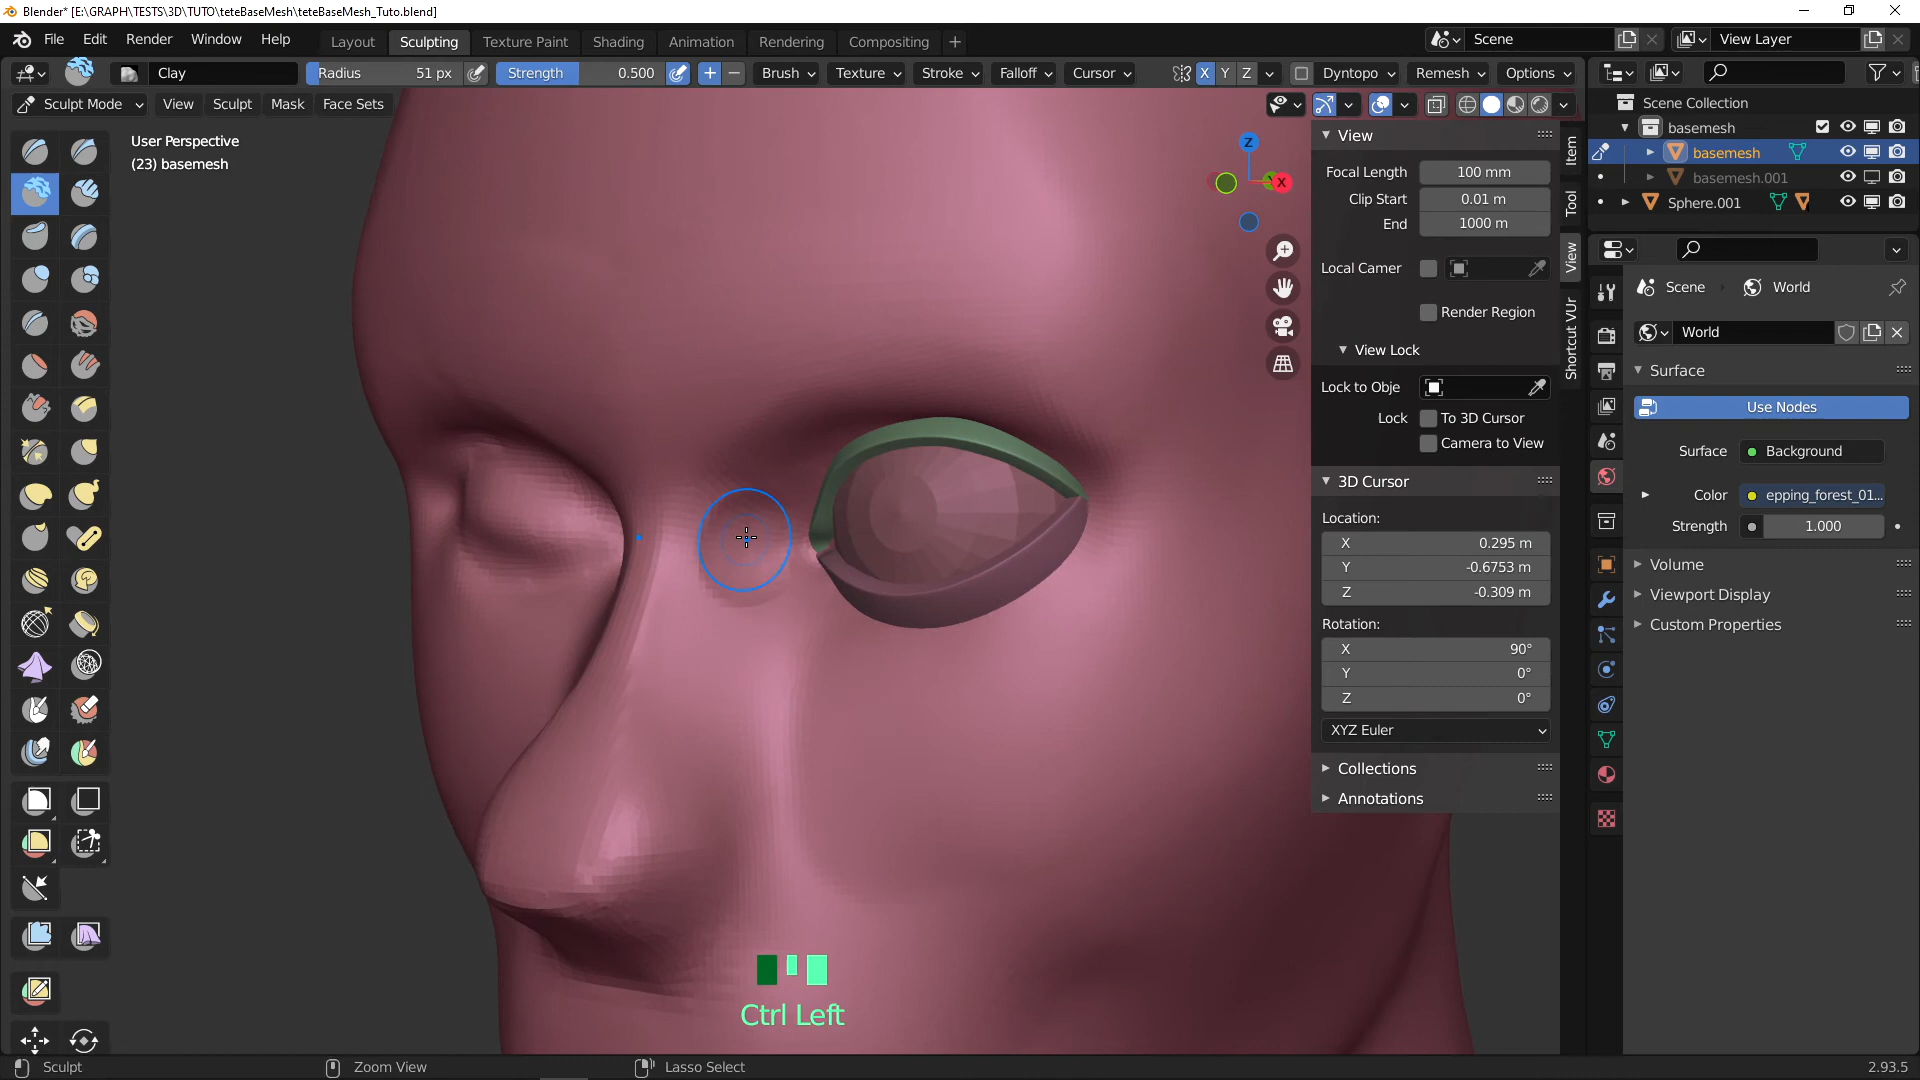 Blender* [E:\GRAPH\TESTS\3D\TUTO\teteBaseMesh\teteBaseMesh_Tuto.blend]
File Edit Render Window Help Layout Sculpting Texture Paint Shading Animation Rendering Compositing Scene View Layer
Clay Radius 51 px Strength 0.500 Brush Texture Stroke Falloff Cursor X Y Z Dyntopo Remesh Options
Sculpt Mode View Sculpt Mask Face Sets
Scene Collection
basemesh
basemesh
basemesh.001
Sphere.001
User Perspective
(23) basemesh
Z
X
View
Focal Length 100 mm
Clip Start 0.01 m
End 1000 m
Local Camer
Render Region
View Lock
Lock to Obje
Lock To 3D Cursor
Camera to View
3D Cursor
Location:
X 0.295 m
Y -0.6753 m
Z -0.309 m
Rotation:
X 90°
Y 0°
Z 0°
XYZ Euler
Collections
Annotations
Item
Tool
View
Shortcut VUr
Scene World
World
Surface
Use Nodes
Surface Background
Color epping_forest_01...
Strength 1.000
Volume
Viewport Display
Custom Properties
Ctrl Left
Sculpt Zoom View Lasso Select 2.93.5